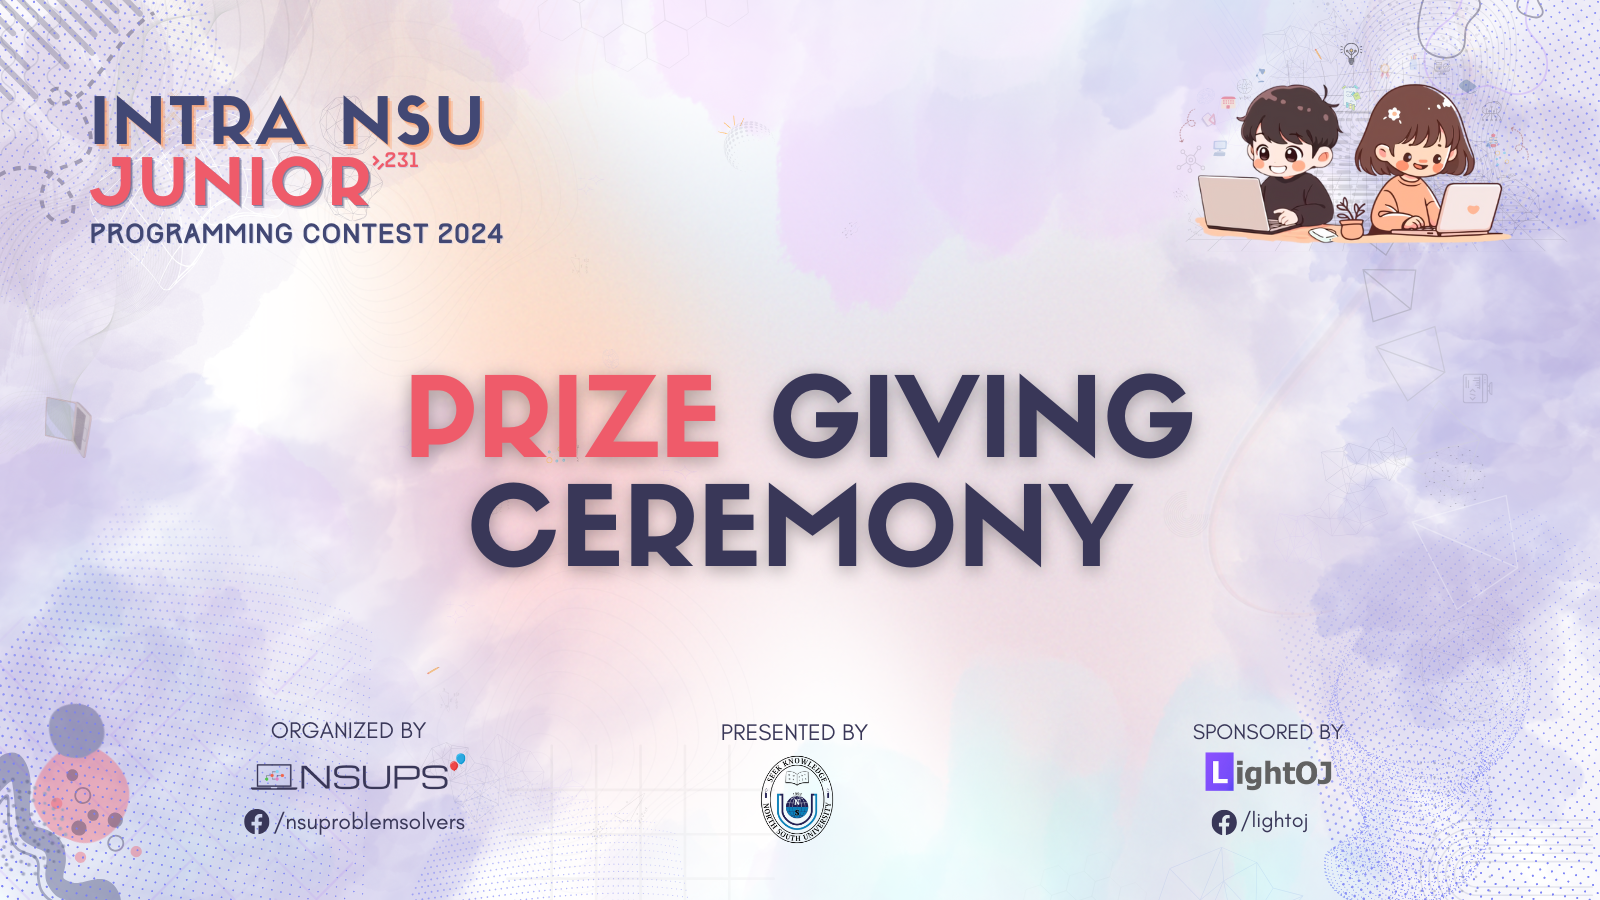 INTRA NSU
JUNIOR >,231
PROGRAMMING CONTEST 2024
PRIZE GIVING
CEREMONY
ORGANIZED BY
NSUPS
/nsuproblemsolvers
PRESENTED BY
SEEK KNOWLEDGE
1992
N S
U
NORTH SOUTH UNIVERSITY
SPONSORED BY
LightOJ
/lightoj